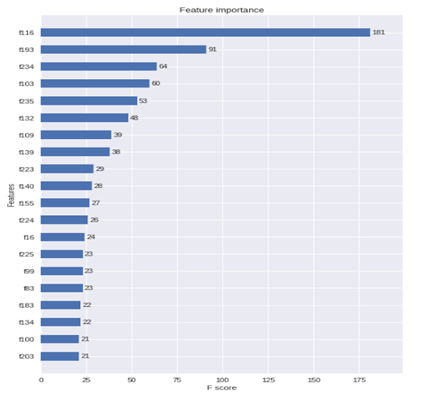 Feature importance
f116 181
f193 91
f234 64
f103 60
f235 53
f132 48
f109 39
f139 38
f223 29
f140 28
f155 27
f224 26
f16 24
f225 23
f99 23
f83 23
f183 22
f134 22
f100 21
f203 21
Features
0 25 50 75 100 125 150 175
F score